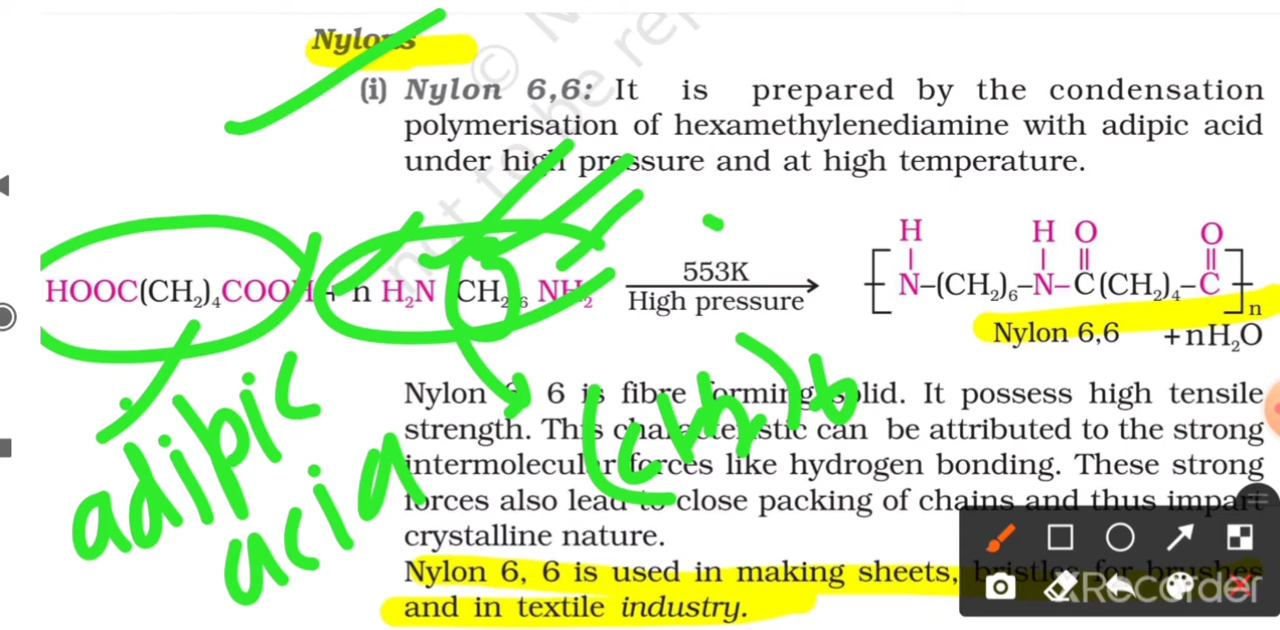 Nylons
(i) Nylon 6,6: It is prepared by the condensation
polymerisation of hexamethylenediamine with adipic acid
under high pressure and at high temperature.
HOOC(CH₂)₄COOH + n H₂N (CH₂)₆ NH₂
553K
High pressure
H H O O
[N–(CH₂)₆–N–C(CH₂)₄–C]n
Nylon 6,6 +nH₂O
Nylon 6, 6 is fibre forming solid. It possess high tensile
strength. This characteristic can be attributed to the strong
intermolecular forces like hydrogen bonding. These strong
forces also lead to close packing of chains and thus impart
crystalline nature.
Nylon 6, 6 is used in making sheets, bristles for brushes
and in textile industry.
adipic
acid
(CH₂)6
XRecorder
© N
not to be rep